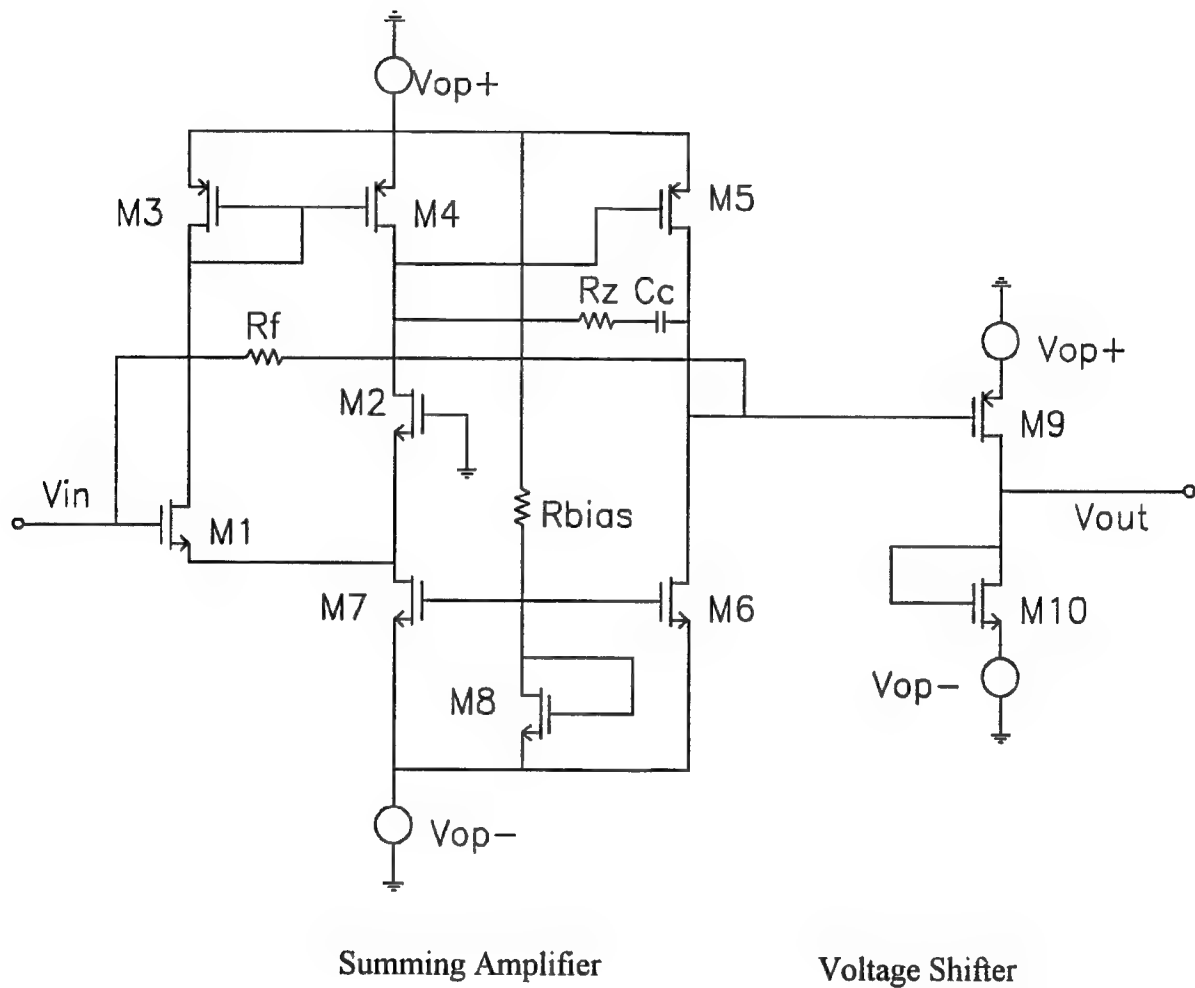 Vop+
M3
M4
M5
Rz Cc
Rf
Vop+
M2
M9
Vin
Rbias
Vout
M1
M7
M6
M10
M8
Vop-
Vop-
Summing Amplifier
Voltage Shifter